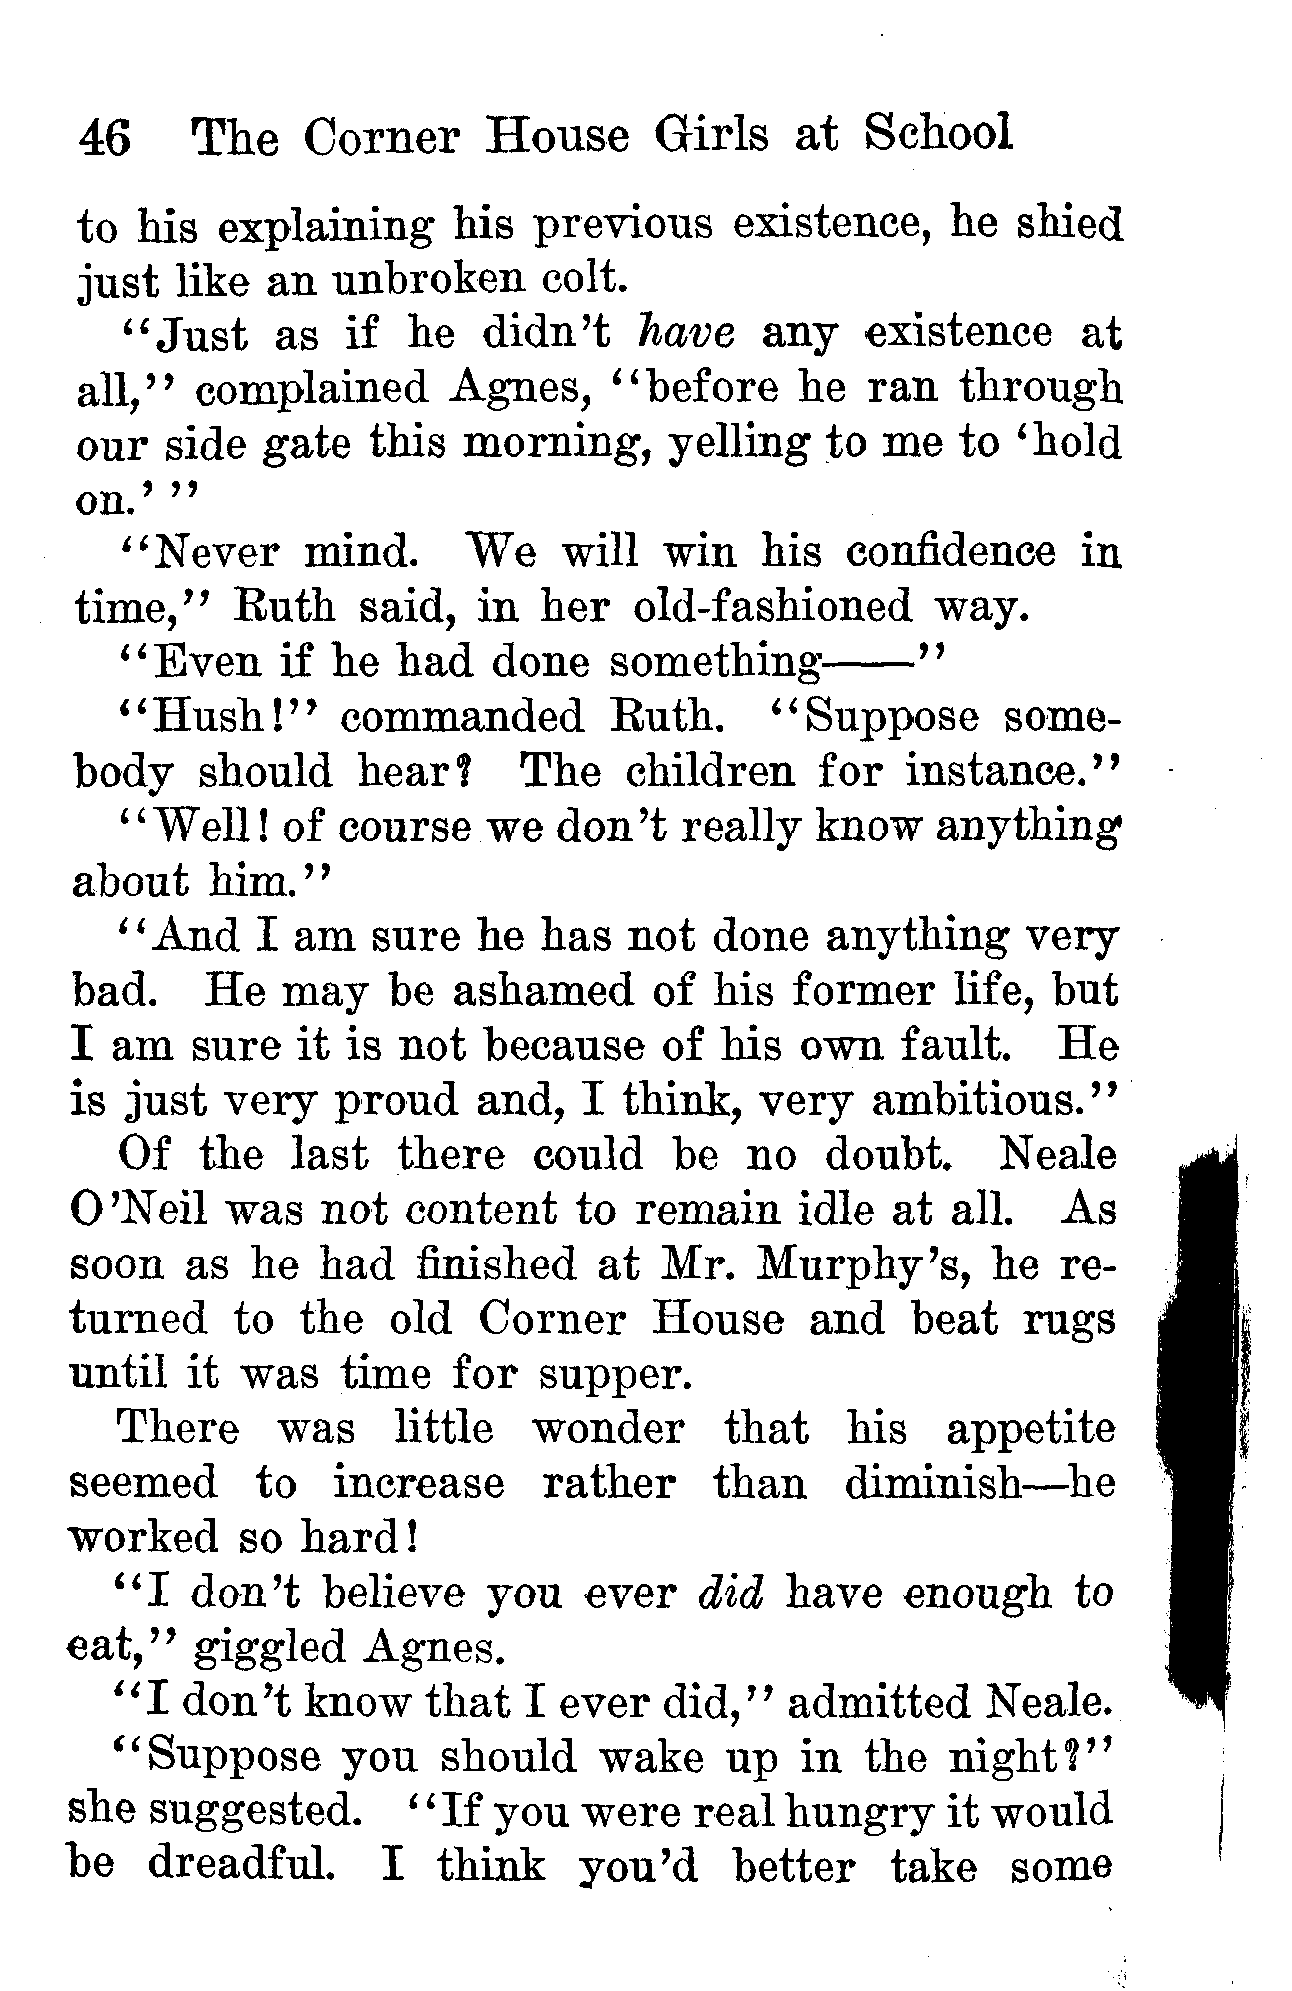 46 The Corner House Girls at School
to his explaining his previous existence, he shied
just like an unbroken colt.
"Just as if he didn't have any existence at
all," complained Agnes, "before he ran through
our side gate this morning, yelling to me to 'hold
on.' "
"Never mind. We will win his confidence in
time," Ruth said, in her old-fashioned way.
"Even if he had done something——"
"Hush!" commanded Ruth. "Suppose some-
body should hear? The children for instance."
"Well! of course we don't really know anything
about him."
"And I am sure he has not done anything very
bad. He may be ashamed of his former life, but
I am sure it is not because of his own fault. He
is just very proud and, I think, very ambitious."
Of the last there could be no doubt. Neale
O'Neil was not content to remain idle at all. As
soon as he had finished at Mr. Murphy's, he re-
turned to the old Corner House and beat rugs
until it was time for supper.
There was little wonder that his appetite
seemed to increase rather than diminish—he
worked so hard!
"I don't believe you ever did have enough to
eat," giggled Agnes.
"I don't know that I ever did," admitted Neale.
"Suppose you should wake up in the night?"
she suggested. "If you were real hungry it would
be dreadful. I think you'd better take some